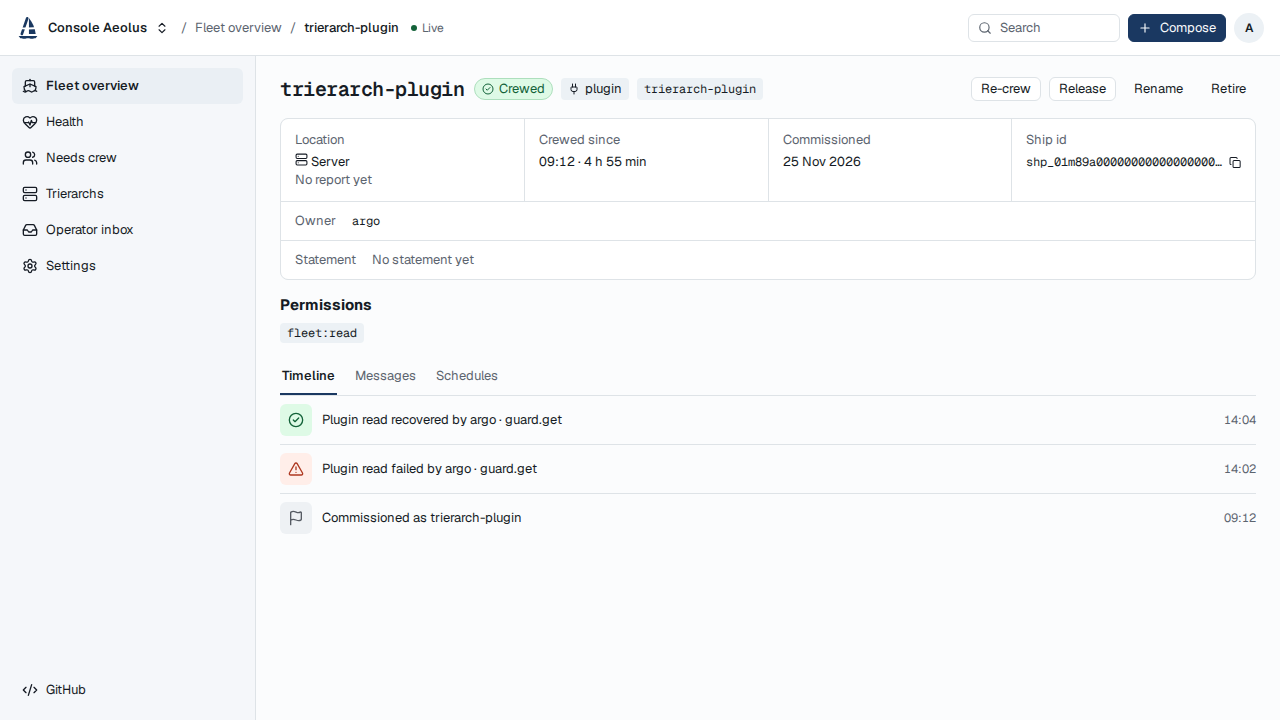 Console Aeolus / Fleet overview / trierarch-plugin Live
Search
Compose
A
Fleet overview
Health
Needs crew
Trierarchs
Operator inbox
Settings
GitHub
trierarch-plugin Crewed plugin trierarch-plugin
Re-crew Release Rename Retire
Location
Server
No report yet
Crewed since
09:12 · 4 h 55 min
Commissioned
25 Nov 2026
Ship id
shp_01m89a00000000000000000…
Owner argo
Statement No statement yet
Permissions
fleet:read
Timeline Messages Schedules
Plugin read recovered by argo · guard.get 14:04
Plugin read failed by argo · guard.get 14:02
Commissioned as trierarch-plugin 09:12